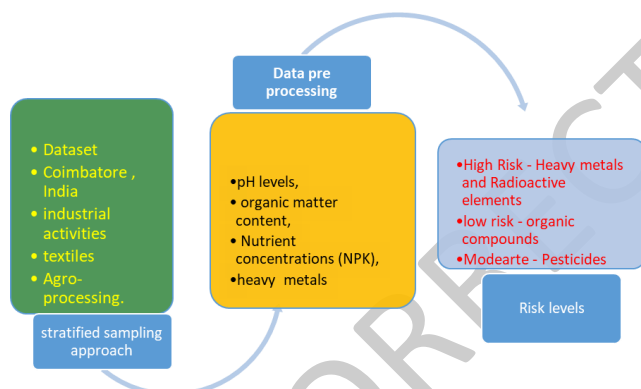 • Dataset
• Coimbatore ,
India
• industrial
activities
• textiles
• Agro-
processing.
stratified sampling
approach
Data pre
processing
•pH levels,
• organic matter
content,
• Nutrient
concentrations (NPK),
•heavy metals
•High Risk - Heavy metals
and Radioactive
elements
•low risk - organic
compounds
•Modearte - Pesticides
Risk levels
ORRECT